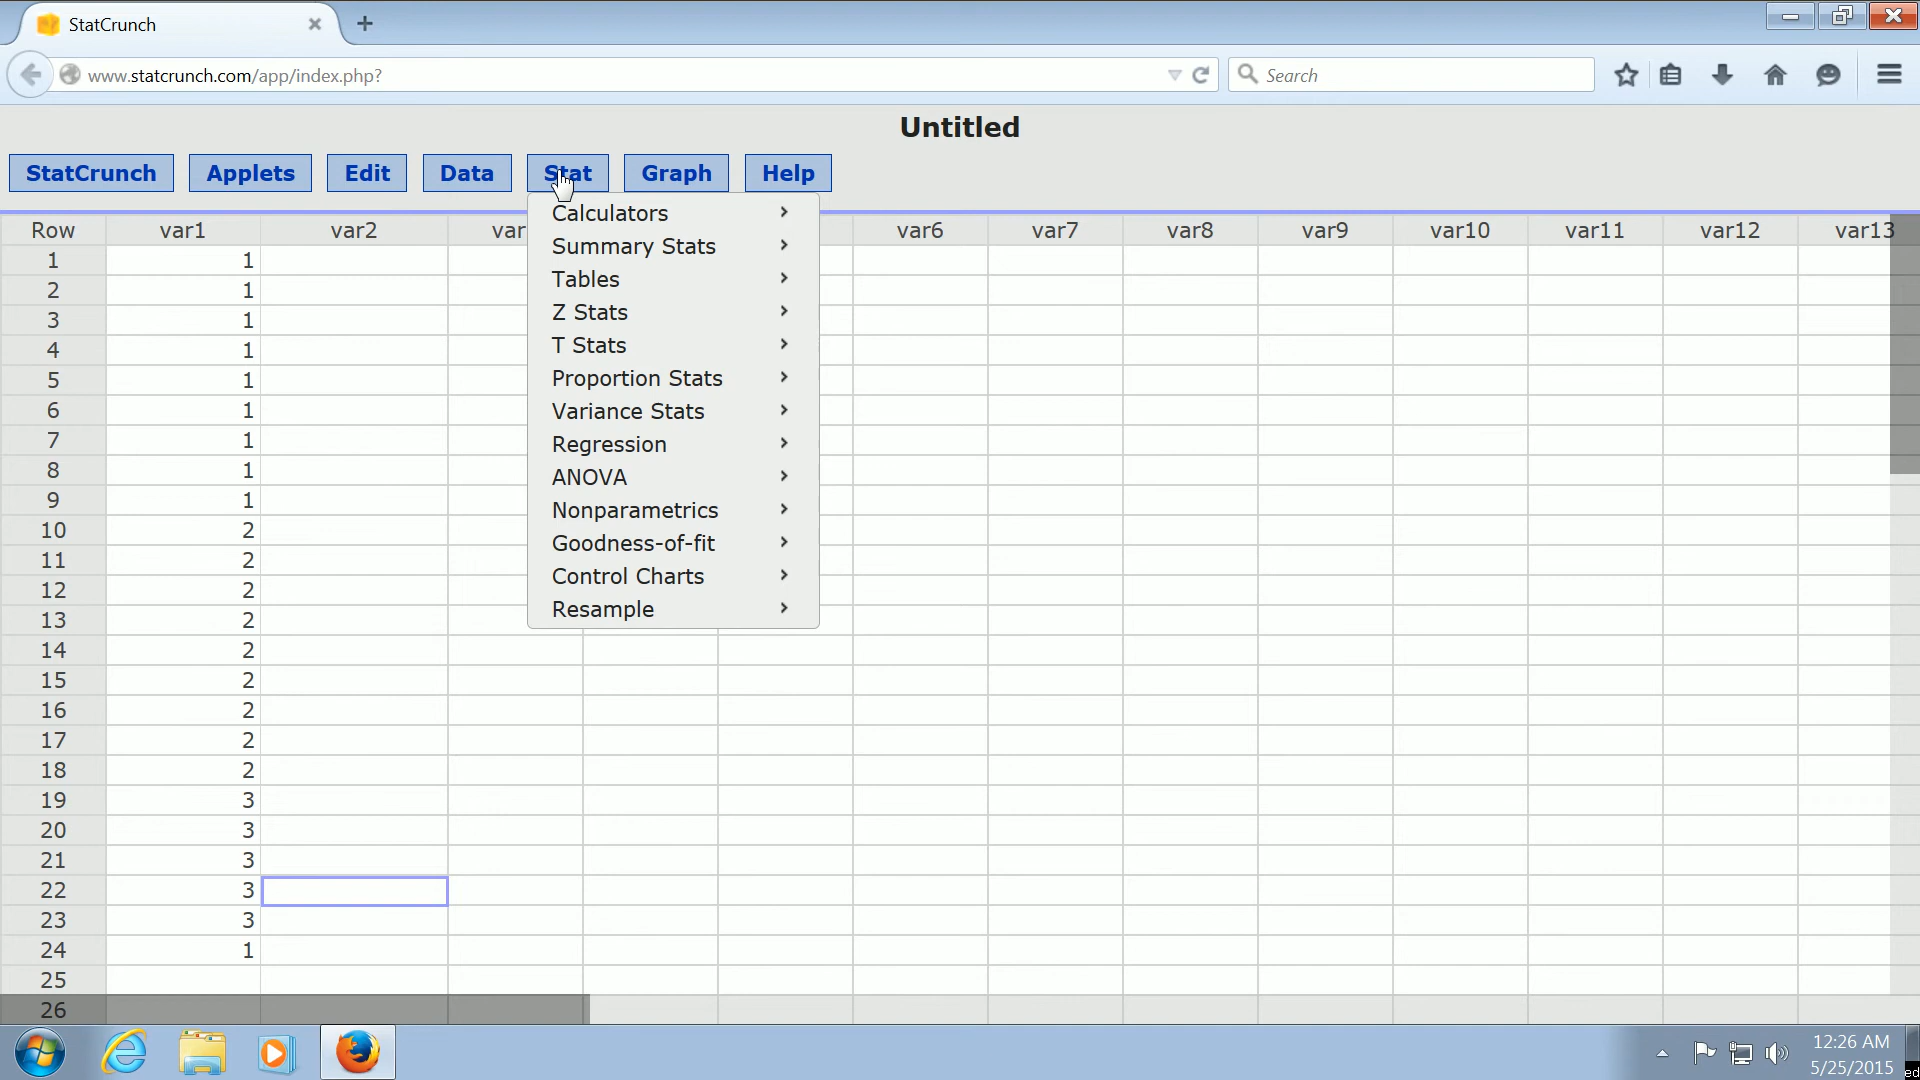 StatCrunch
www.statcrunch.com/app/index.php?
Search
Untitled
StatCrunch Applets Edit Data Stat Graph Help
Row var1 var2 var var6 var7 var8 var9 var10 var11 var12 var13
Calculators
Summary Stats
Tables
Z Stats
T Stats
Proportion Stats
Variance Stats
Regression
ANOVA
Nonparametrics
Goodness-of-fit
Control Charts
Resample
1 1
2 1
3 1
4 1
5 1
6 1
7 1
8 1
9 1
10 2
11 2
12 2
13 2
14 2
15 2
16 2
17 2
18 2
19 3
20 3
21 3
22 3
23 3
24 1
25
26
12:26 AM
5/25/2015
ed